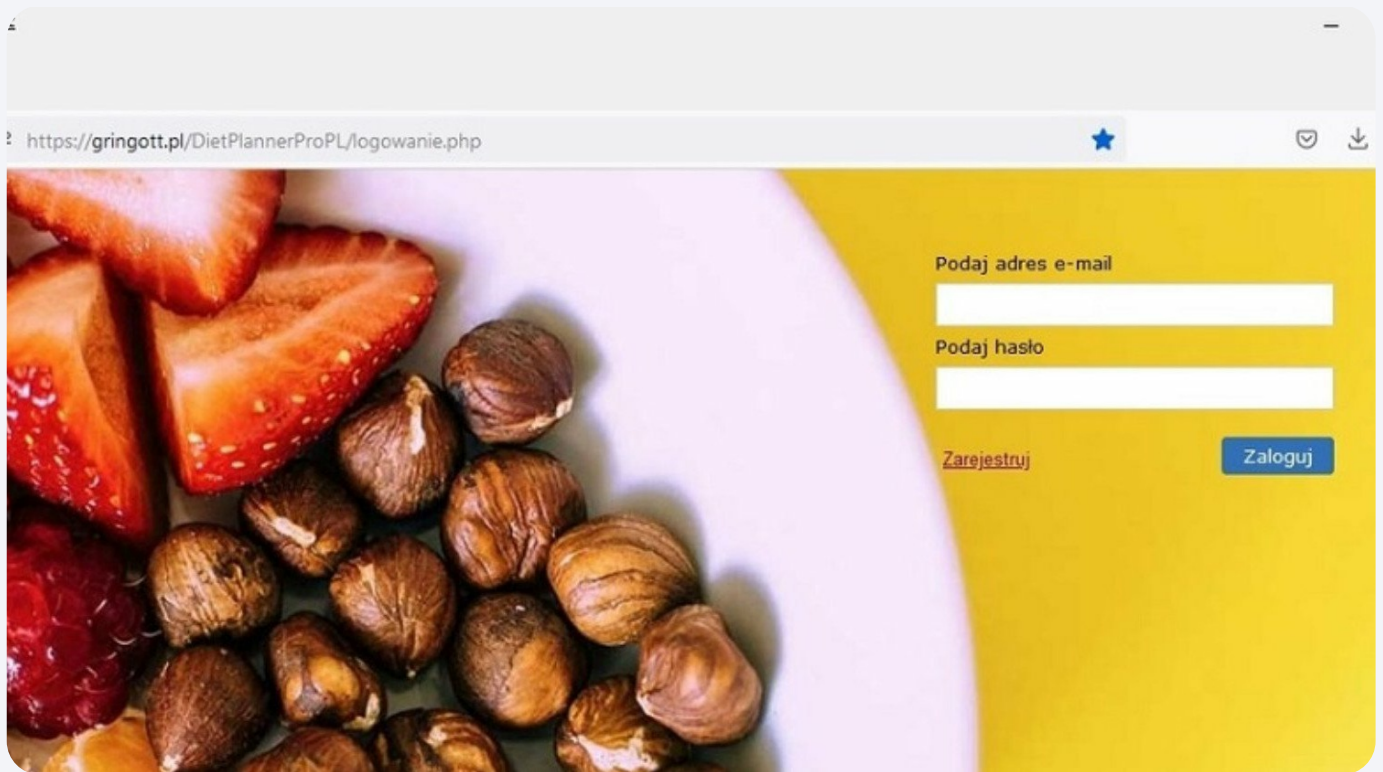 https://gringott.pl/DietPlannerProPL/logowanie.php
Podaj adres e-mail
Podaj hasło
Zarejestruj
Zaloguj